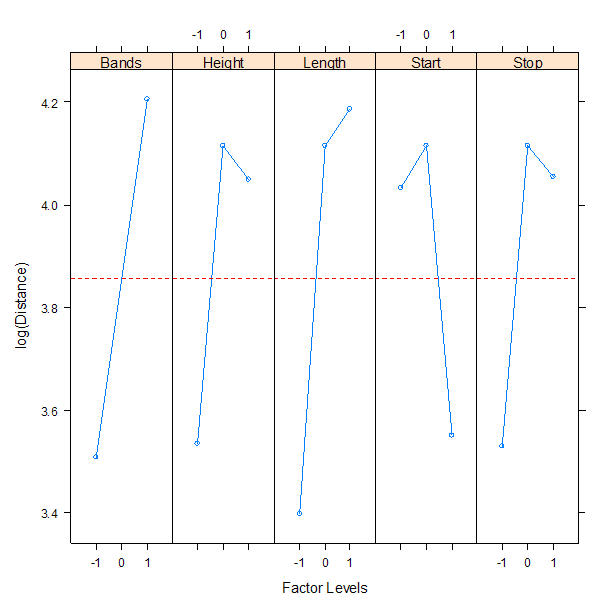 -1 0 1 -1 0 1
Bands Height Length Start Stop
4.2
4.0
3.8
3.6
3.4
log(Distance)
-1 0 1 -1 0 1 -1 0 1
Factor Levels